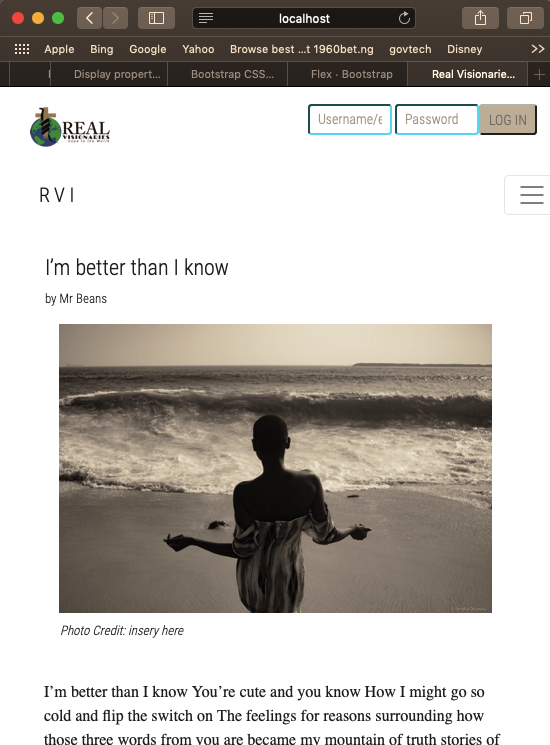 localhost
Apple Bing Google Yahoo Browse best ...t 1960bet.ng govtech Disney
Display propert... Bootstrap CSS... Flex · Bootstrap Real Visionarie...
REAL
VISIONARIES
Hope to the World
Username/e Password LOG IN
R V I
I'm better than I know
by Mr Beans
Photo Credit: insery here
I'm better than I know You're cute and you know How I might go so
cold and flip the switch on The feelings for reasons surrounding how
those three words from you are became my mountain of truth stories of